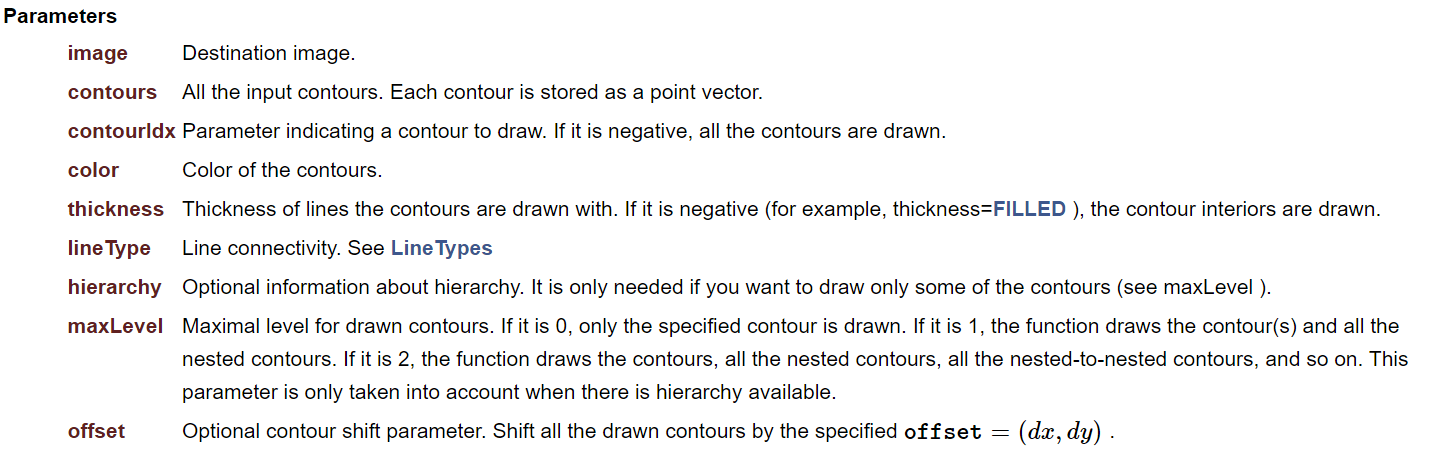 Parameters
image Destination image.
contours All the input contours. Each contour is stored as a point vector.
contourIdx Parameter indicating a contour to draw. If it is negative, all the contours are drawn.
color Color of the contours.
thickness Thickness of lines the contours are drawn with. If it is negative (for example, thickness=FILLED ), the contour interiors are drawn.
lineType Line connectivity. See LineTypes
hierarchy Optional information about hierarchy. It is only needed if you want to draw only some of the contours (see maxLevel ).
maxLevel Maximal level for drawn contours. If it is 0, only the specified contour is drawn. If it is 1, the function draws the contour(s) and all the
nested contours. If it is 2, the function draws the contours, all the nested contours, all the nested-to-nested contours, and so on. This
parameter is only taken into account when there is hierarchy available.
offset Optional contour shift parameter. Shift all the drawn contours by the specified offset = (dx, dy) .